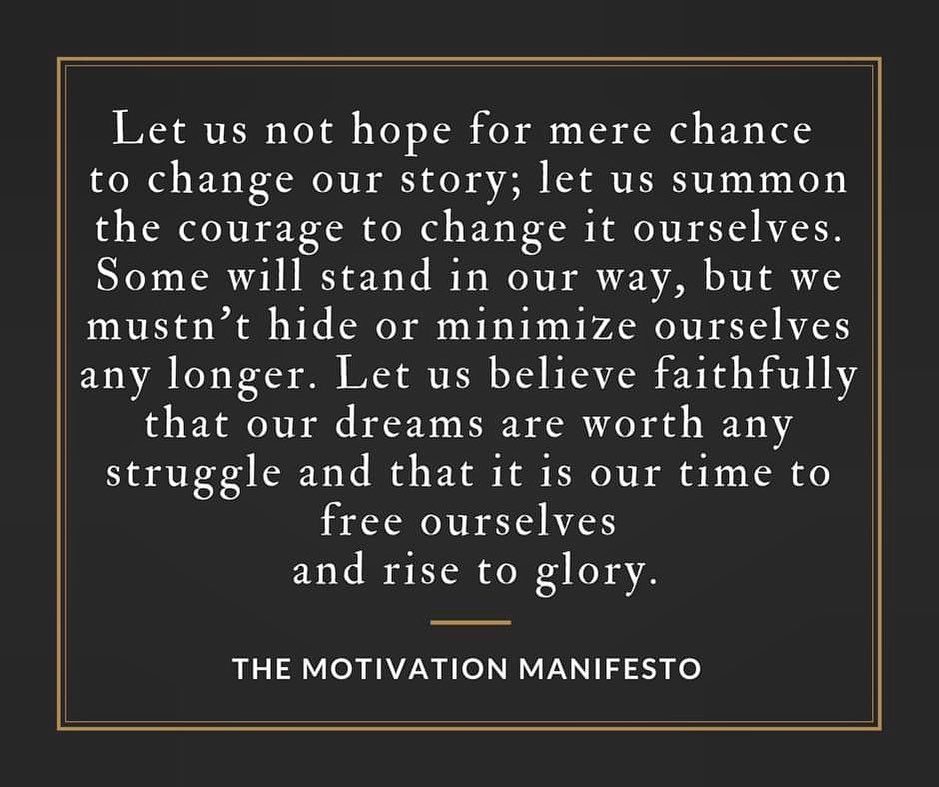 Let us not hope for mere chance
to change our story; let us summon
the courage to change it ourselves.
Some will stand in our way, but we
mustn’t hide or minimize ourselves
any longer. Let us believe faithfully
that our dreams are worth any
struggle and that it is our time to
free ourselves
and rise to glory.
THE MOTIVATION MANIFESTO